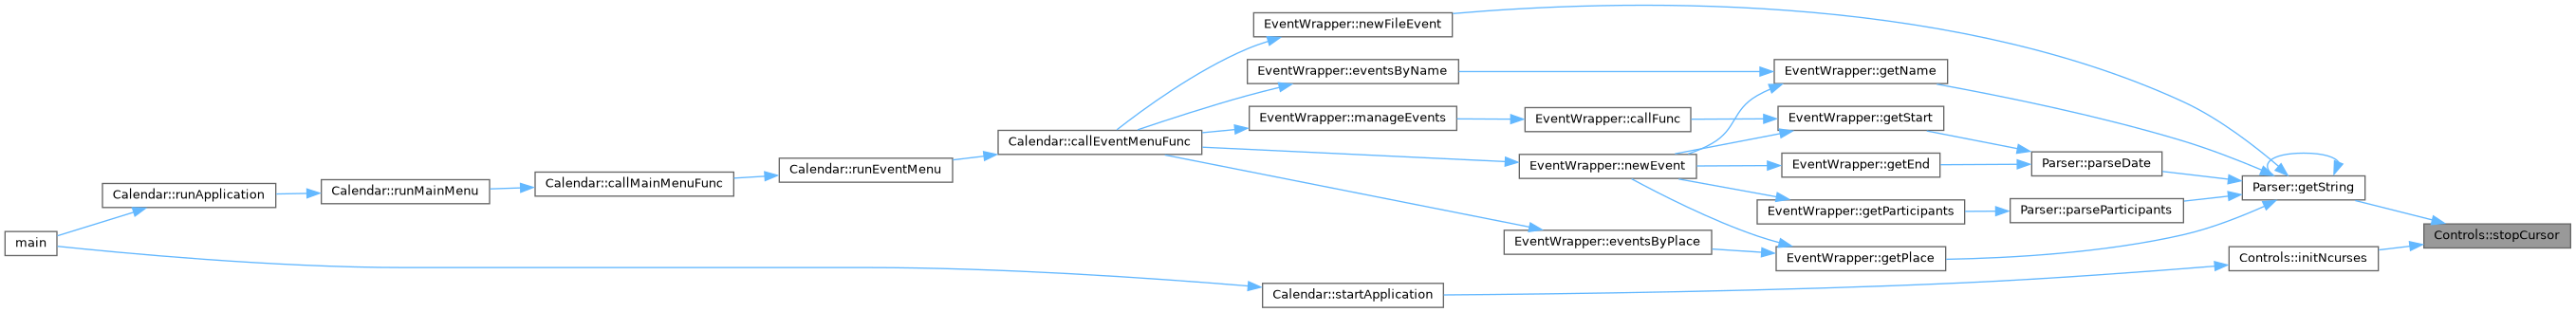 EventWrapper::newFileEvent
EventWrapper::eventsByName
EventWrapper::getName
EventWrapper::manageEvents
EventWrapper::callFunc
EventWrapper::getStart
Calendar::callEventMenuFunc
EventWrapper::newEvent
EventWrapper::getEnd
Parser::parseDate
Calendar::runEventMenu
Calendar::callMainMenuFunc
Calendar::runMainMenu
Calendar::runApplication
Parser::getString
EventWrapper::getParticipants
Parser::parseParticipants
main
EventWrapper::eventsByPlace
Controls::stopCursor
EventWrapper::getPlace
Controls::initNcurses
Calendar::startApplication